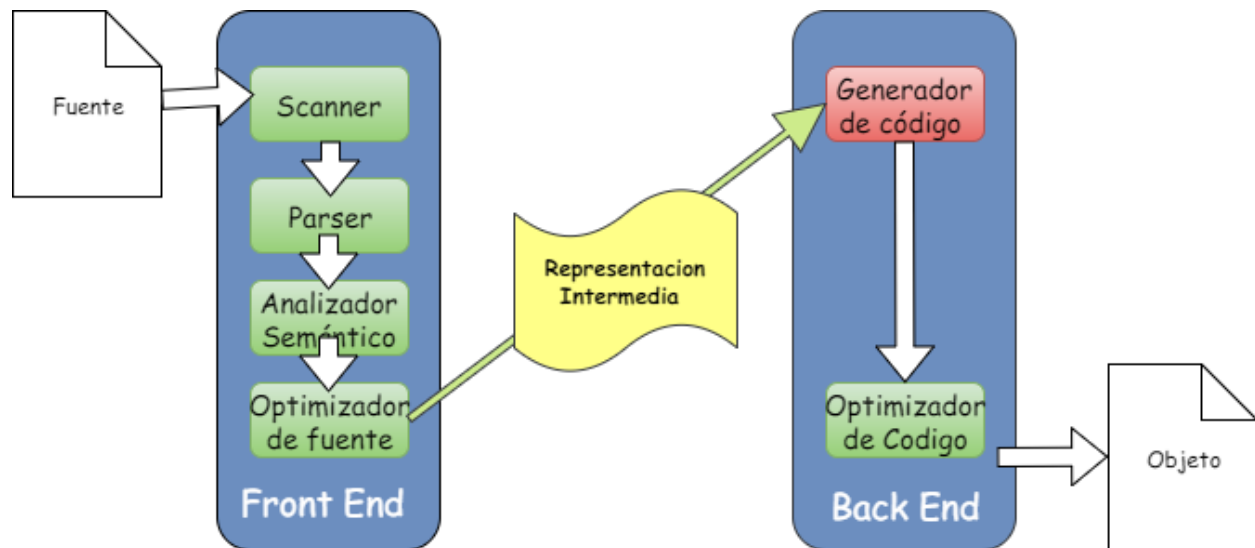 Fuente
Scanner
Parser
Analizador
Semántico
Optimizador
de fuente
Front End
Representacion
Intermedia
Generador
de código
Optimizador
de Codigo
Back End
Objeto